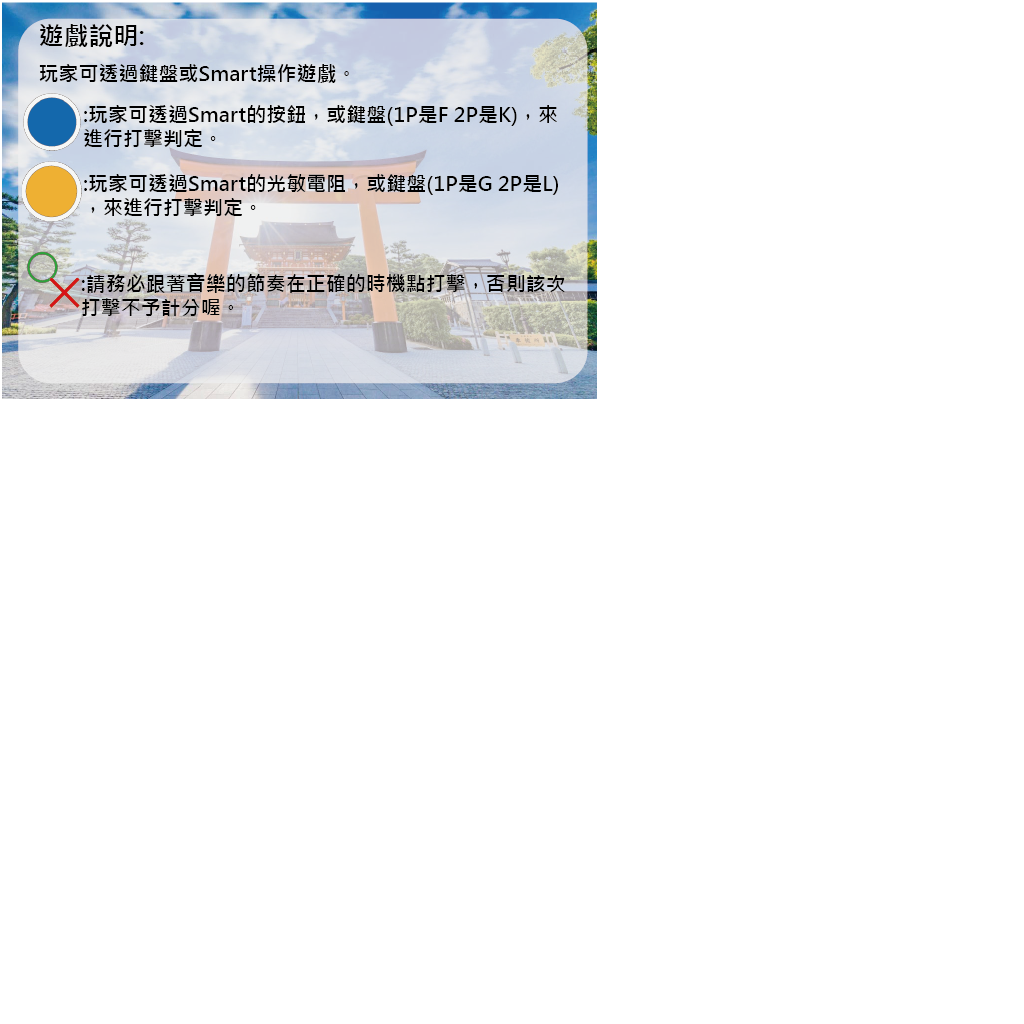 遊戲說明:
玩家可透過鍵盤或Smart操作遊戲。
:玩家可透過Smart的按鈕，或鍵盤(1P是F 2P是K)，來
進行打擊判定。
:玩家可透過Smart的光敏電阻，或鍵盤(1P是G 2P是L)
，來進行打擊判定。
:請務必跟著音樂的節奏在正確的時機點打擊，否則該次
打擊不予計分喔。